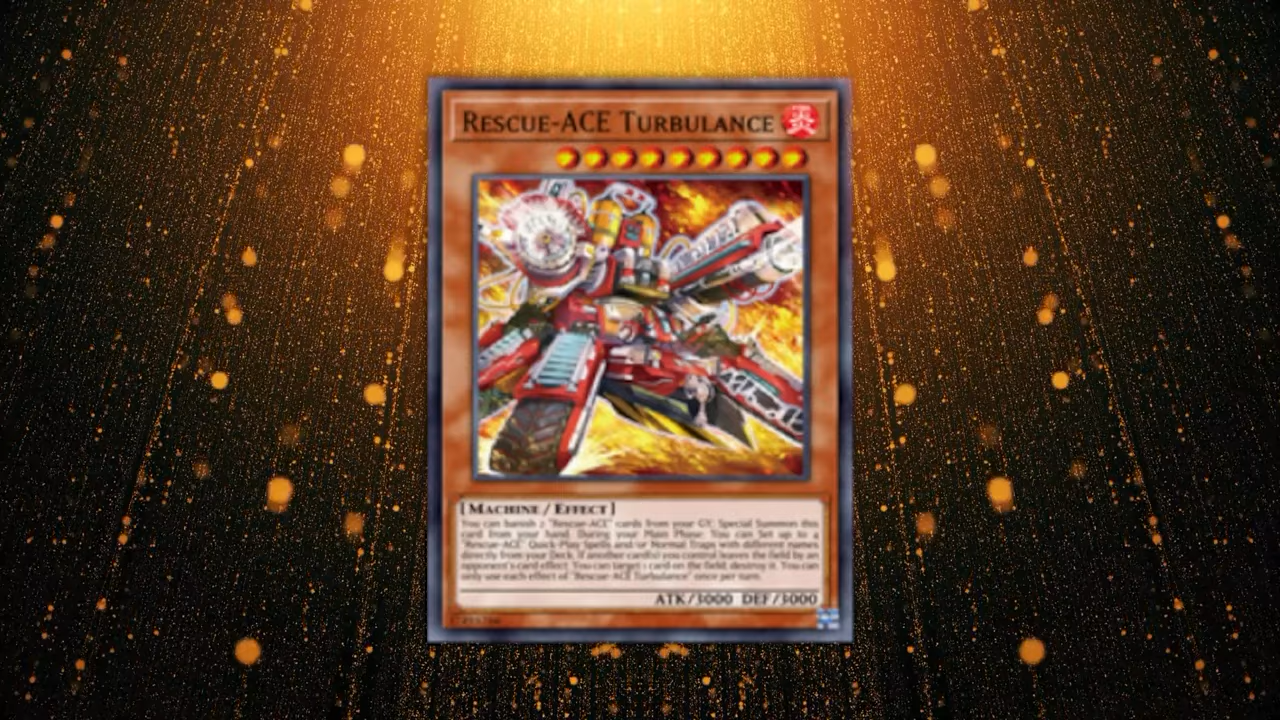 RESCUE-ACE TURBULANCE
炎
[MACHINE / EFFECT]
You can banish 2 "Rescue-ACE" cards from your GY; Special Summon this
card from your hand. During your Main Phase: You can Set up to 4
"Rescue-ACE" Quick-Play Spells and/or Normal Traps with different names
directly from your Deck. If another card(s) you control leaves the field by an
opponent's card effect: You can target 1 card on the field; destroy it. You can
only use each effect of "Rescue-ACE Turbulance" once per turn.
ATK/3000 DEF/3000